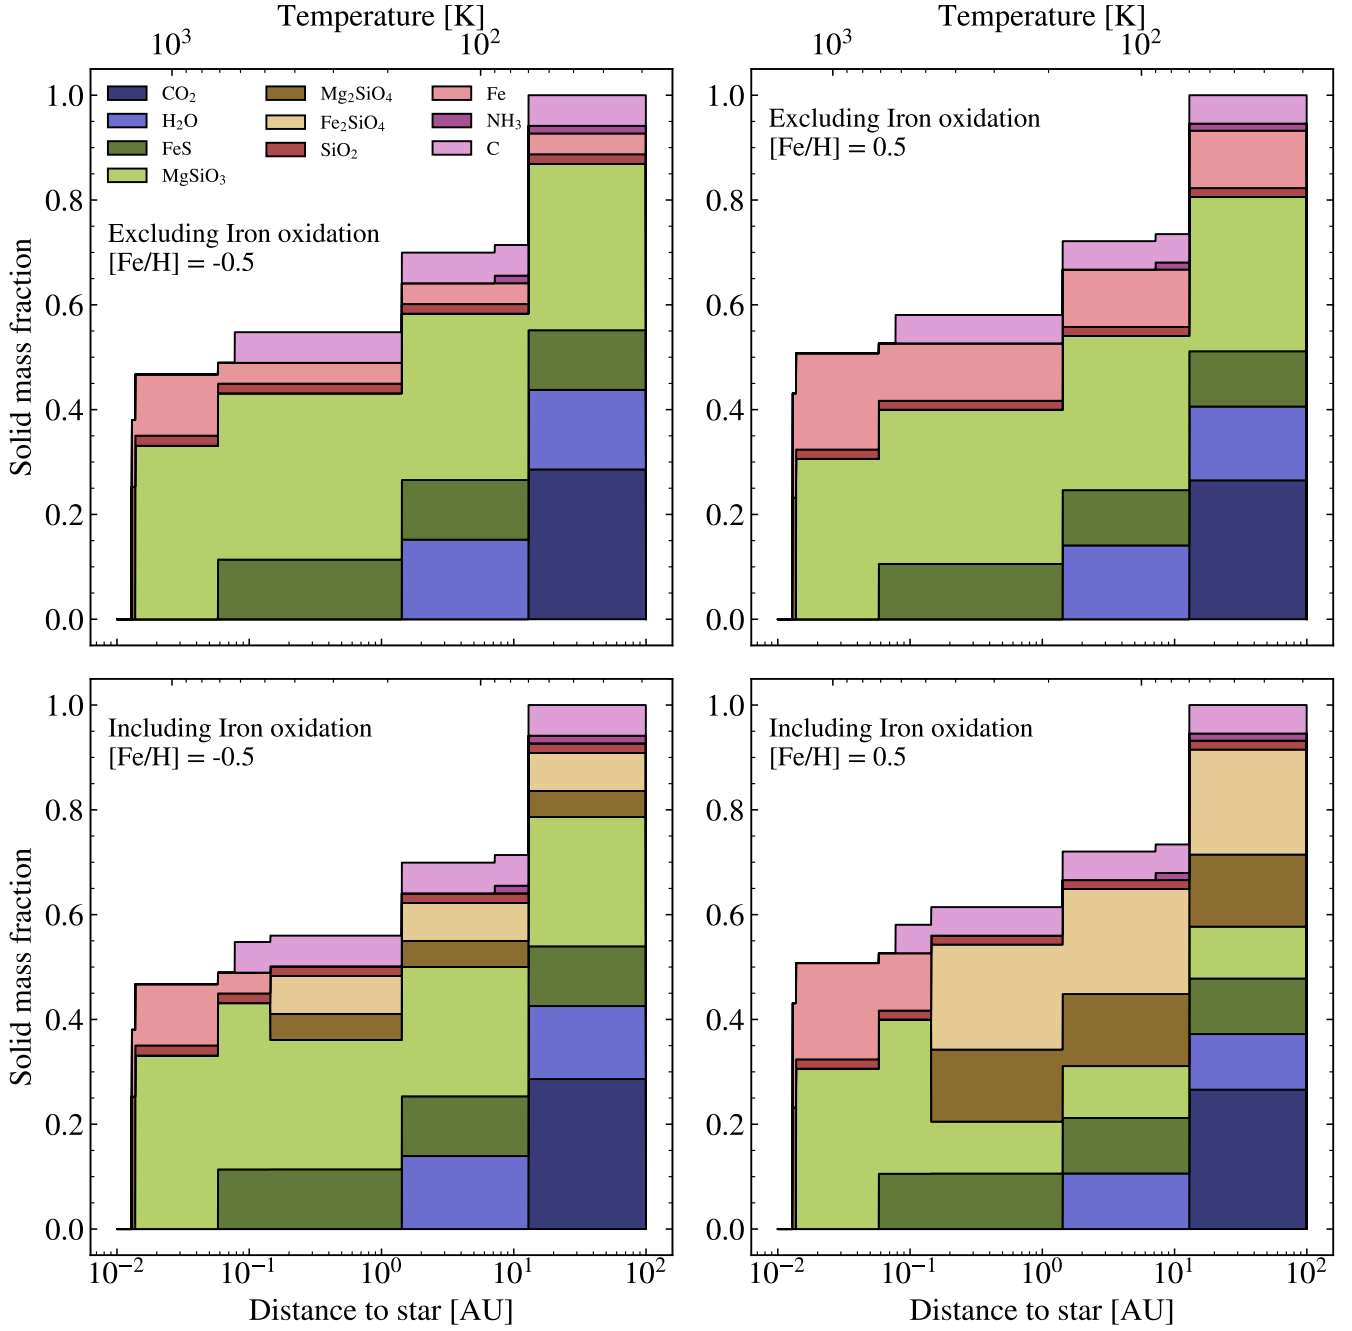 Temperature [K]
Temperature [K]
10³ 10²
10³ 10²
Solid mass fraction
1.0
0.8
0.6
0.4
0.2
0.0
CO₂
H₂O
FeS
MgSiO₃
Mg₂SiO₄
Fe₂SiO₄
SiO₂
Fe
NH₃
C
Excluding Iron oxidation
[Fe/H] = -0.5
1.0
0.8
0.6
0.4
0.2
0.0
Excluding Iron oxidation
[Fe/H] = 0.5
Solid mass fraction
1.0
0.8
0.6
0.4
0.2
0.0
Including Iron oxidation
[Fe/H] = -0.5
10⁻² 10⁻¹ 10⁰ 10¹ 10²
Distance to star [AU]
1.0
0.8
0.6
0.4
0.2
0.0
Including Iron oxidation
[Fe/H] = 0.5
10⁻² 10⁻¹ 10⁰ 10¹ 10²
Distance to star [AU]